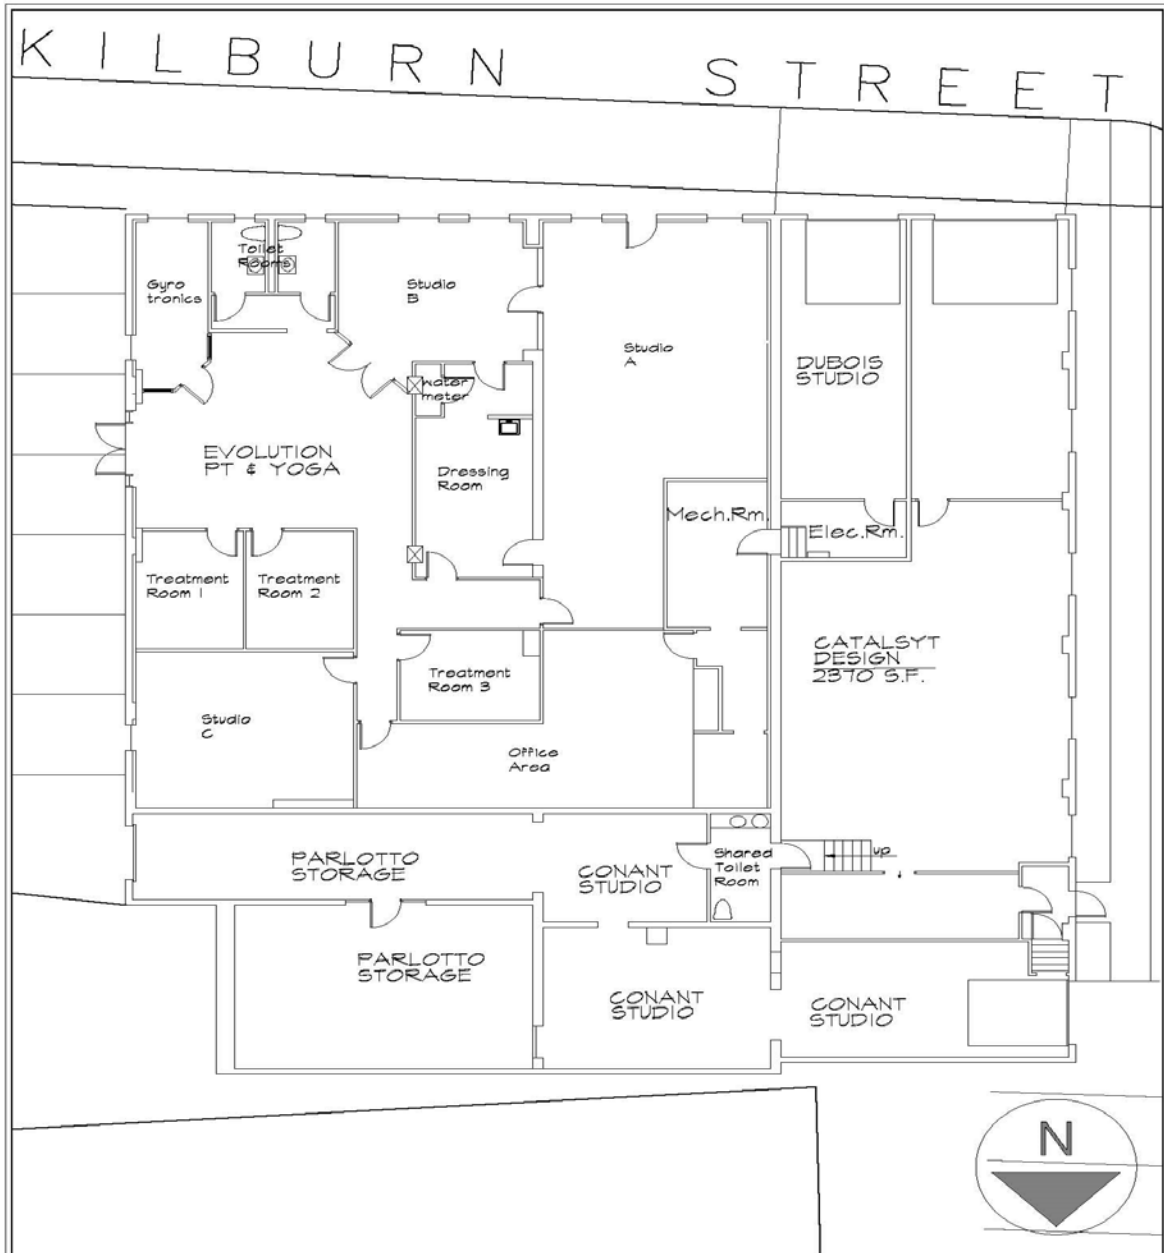 KILBURN STREET
Toilet
Rooms
Gyro
tronics
Studio
B
Studio
A
DUBOIS
STUDIO
water
meter
EVOLUTION
PT & YOGA
Dressing
Room
Mech.Rm.
Elec.Rm.
Treatment
Room 1
Treatment
Room 2
CATALSYT
DESIGN
2370 S.F.
Treatment
Room 3
Studio
C
Office
Area
PARLOTTO
STORAGE
CONANT
STUDIO
Shared
Toilet
Room
up
PARLOTTO
STORAGE
CONANT
STUDIO
CONANT
STUDIO
N